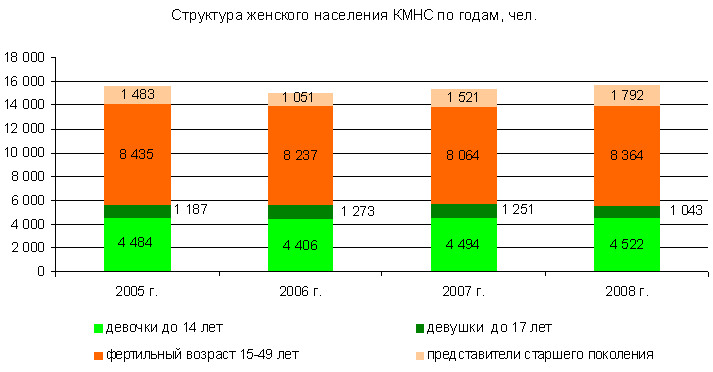 Структура женского населения КМНС по годам, чел.
18 000
16 000
14 000
12 000
10 000
8 000
6 000
4 000
2 000
0
1 483
1 051
1 521
1 792
8 435
8 237
8 064
8 364
1 187
1 273
1 251
1 043
4 484
4 406
4 494
4 522
2005 г.
2006 г.
2007 г.
2008 г.
девочки до 14 лет
девушки до 17 лет
фертильный возраст 15-49 лет
представители старшего поколения